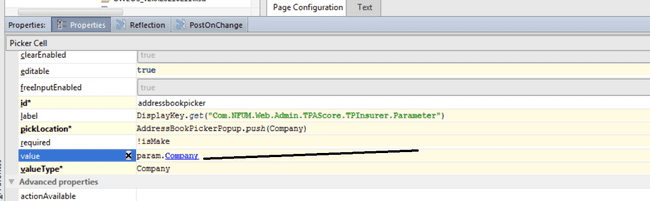 Page Configuration Text
Properties: Properties Reflection PostOnChange
Picker Cell
clearEnabled true
editable true
freeInputEnabled true
id* addressbookpicker
label DisplayKey.get("Com.NFUM.Web.Admin.TPAScore.TPInsurer.Parameter")
pickLocation* AddressBookPickerPopup.push(Company)
required !isMake
value param.Company
valueType* Company
Advanced properties
actionAvailable